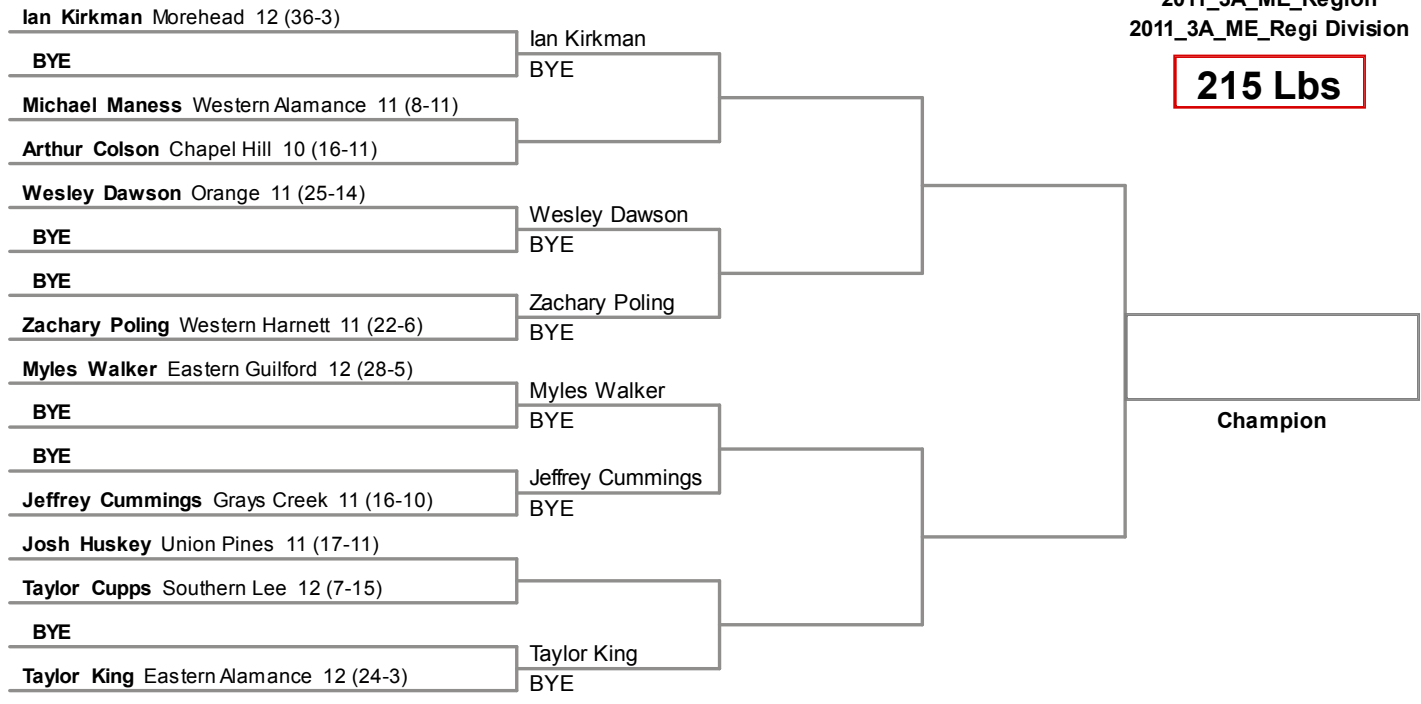 2011_3A_ME_Region
2011_3A_ME_Regi Division
215 Lbs
Ian Kirkman Morehead 12 (36-3)
BYE
Michael Maness Western Alamance 11 (8-11)
Arthur Colson Chapel Hill 10 (16-11)
Wesley Dawson Orange 11 (25-14)
BYE
BYE
Zachary Poling Western Harnett 11 (22-6)
Myles Walker Eastern Guilford 12 (28-5)
BYE
BYE
Jeffrey Cummings Grays Creek 11 (16-10)
Josh Huskey Union Pines 11 (17-11)
Taylor Cupps Southern Lee 12 (7-15)
BYE
Taylor King Eastern Alamance 12 (24-3)
Ian Kirkman
BYE
Wesley Dawson
BYE
Zachary Poling
BYE
Myles Walker
BYE
Jeffrey Cummings
BYE
Taylor King
BYE
Champion